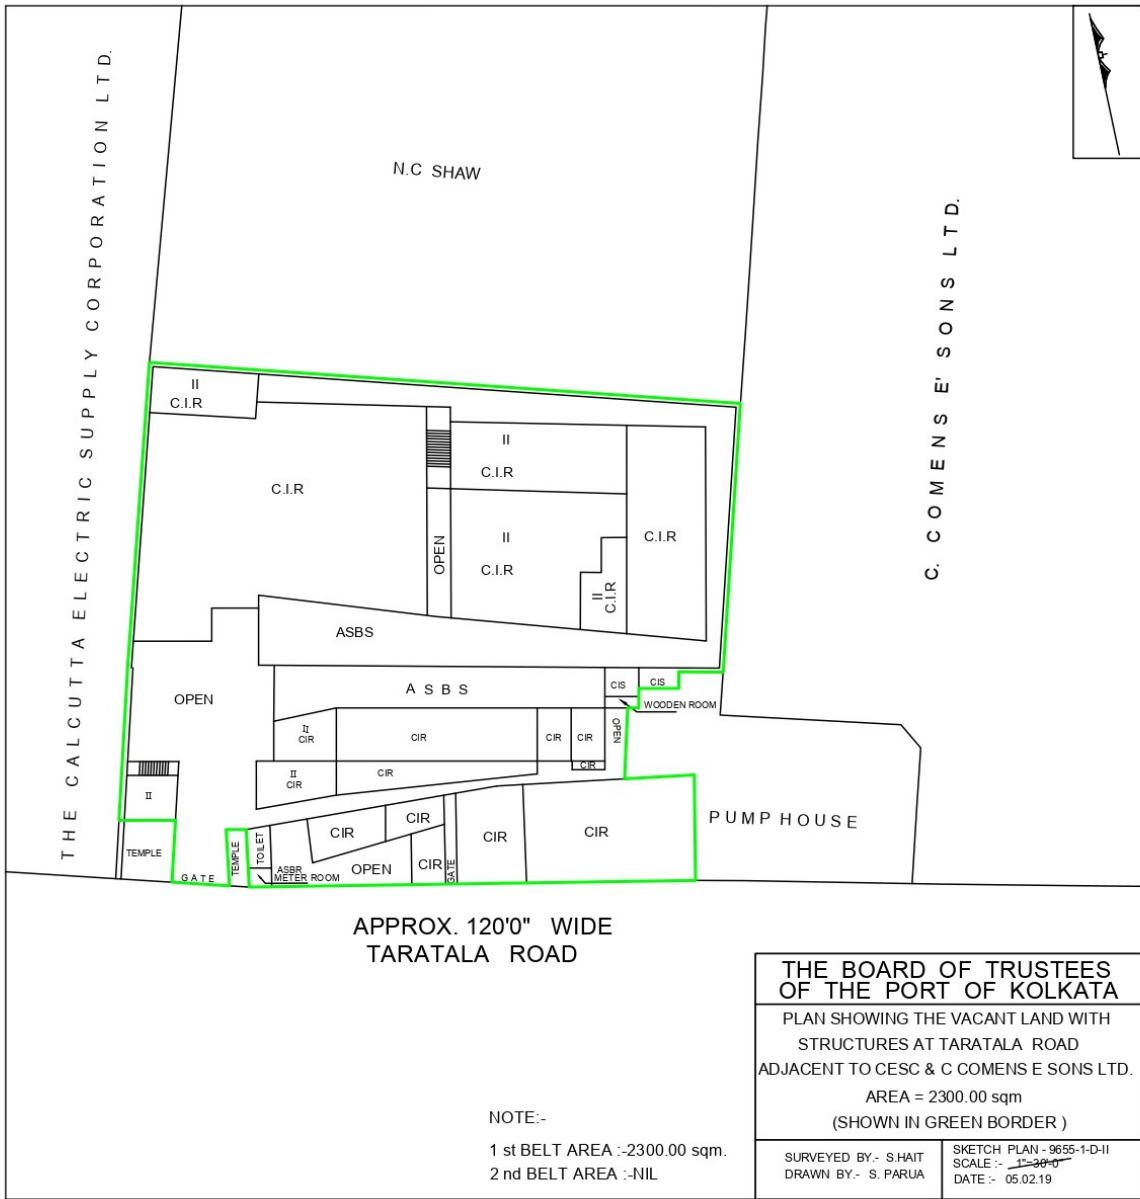 THE CALCUTTA ELECTRIC SUPPLY CORPORATION LTD.
N.C SHAW
C. COMENS E' SONS LTD.
II
C.I.R
C.I.R
II
C.I.R
OPEN
II
C.I.R
II
C.I.R
C.I.R
ASBS
OPEN
A S B S
CIS
CIS
WOODEN ROOM
II
CIR
CIR
CIR
CIR
OPEN
II
CIR
CIR
CIR
II
TEMPLE
GATE
TEMPLE
TOILET
ASBR
METER ROOM
CIR
CIR
OPEN
CIR
GATE
CIR
CIR
PUMP HOUSE
APPROX. 120'0" WIDE
TARATALA ROAD
THE BOARD OF TRUSTEES
OF THE PORT OF KOLKATA
PLAN SHOWING THE VACANT LAND WITH
STRUCTURES AT TARATALA ROAD
ADJACENT TO CESC & C COMENS E SONS LTD.
AREA = 2300.00 sqm
(SHOWN IN GREEN BORDER )
NOTE:-
1 st BELT AREA :-2300.00 sqm.
2 nd BELT AREA :-NIL
SURVEYED BY.- S.HAIT
DRAWN BY.- S. PARUA
SKETCH PLAN - 9655-1-D-II
SCALE :- 1"=30'-0"
DATE :- 05.02.19